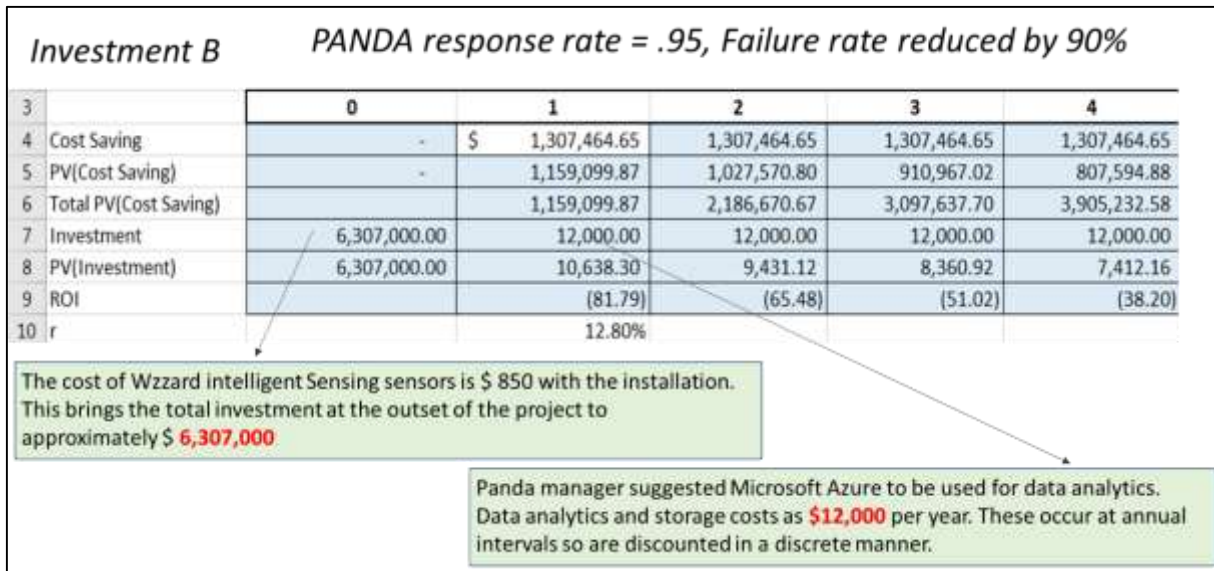 Investment B
PANDA response rate = .95, Failure rate reduced by 90%
3 0 1 2 3 4
4 Cost Saving - $ 1,307,464.65 1,307,464.65 1,307,464.65 1,307,464.65
5 PV(Cost Saving) - 1,159,099.87 1,027,570.80 910,967.02 807,594.88
6 Total PV(Cost Saving) 1,159,099.87 2,186,670.67 3,097,637.70 3,905,232.58
7 Investment 6,307,000.00 12,000.00 12,000.00 12,000.00 12,000.00
8 PV(Investment) 6,307,000.00 10,638.30 9,431.12 8,360.92 7,412.16
9 ROI (81.79) (65.48) (51.02) (38.20)
10 r 12.80%
The cost of Wzzard intelligent Sensing sensors is $ 850 with the installation.
This brings the total investment at the outset of the project to
approximately $ 6,307,000
Panda manager suggested Microsoft Azure to be used for data analytics.
Data analytics and storage costs as $12,000 per year. These occur at annual
intervals so are discounted in a discrete manner.